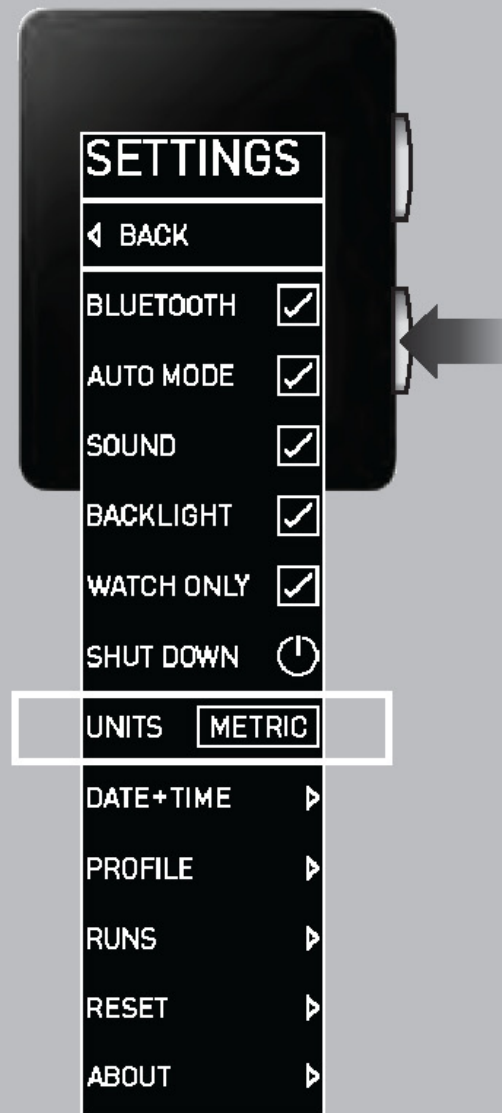 SETTINGS
BACK
BLUETOOTH
AUTO MODE
SOUND
BACKLIGHT
WATCH ONLY
SHUT DOWN
UNITS METRIC
DATE+TIME
PROFILE
RUNS
RESET
ABOUT